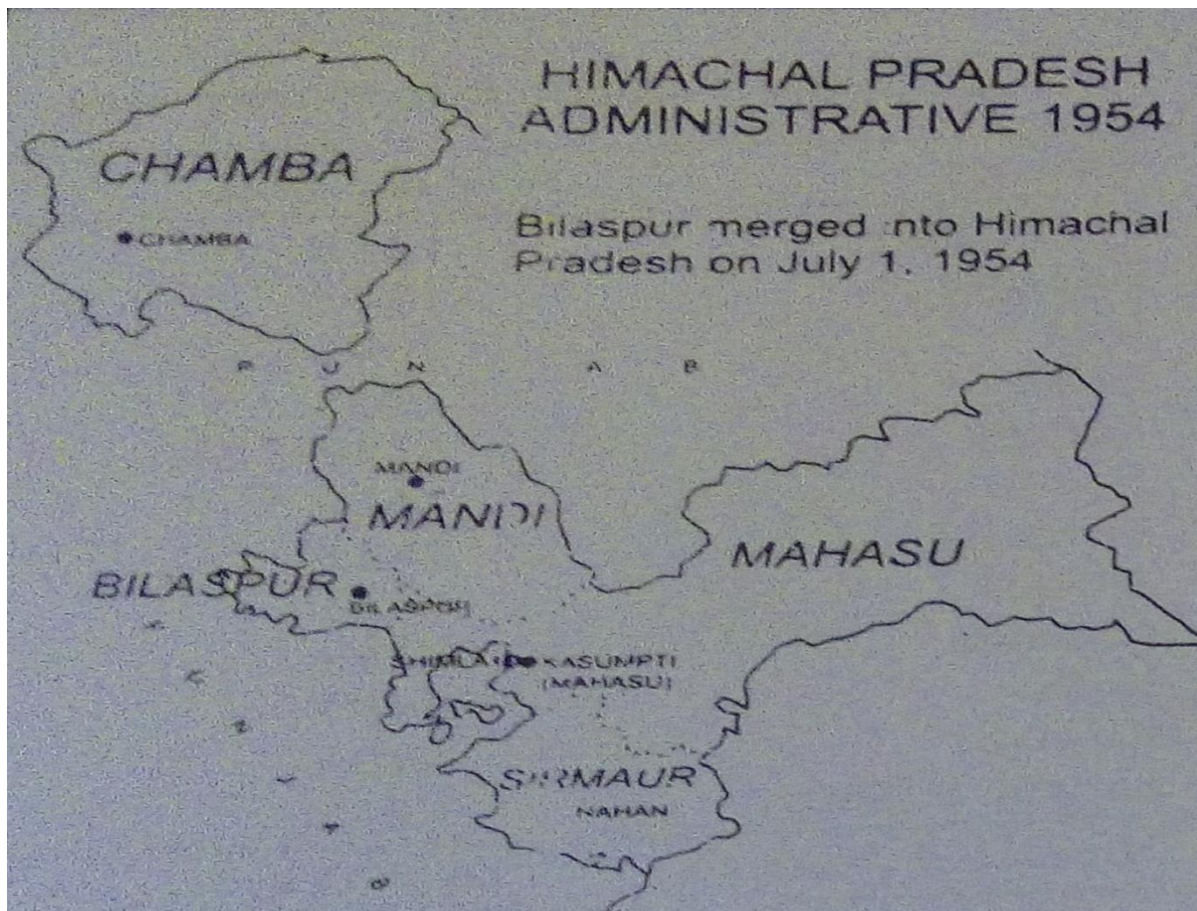 HIMACHAL PRADESH
ADMINISTRATIVE 1954
CHAMBA
CHAMBA
Bilaspur merged into Himachal
Pradesh on July 1, 1954
P U N A B
MANDI
MANDI
MAHASU
BILASPUR
BILASPUR
SHIMLA KASUMPTI
(MAHASU)
SIRMAUR
NAHAN